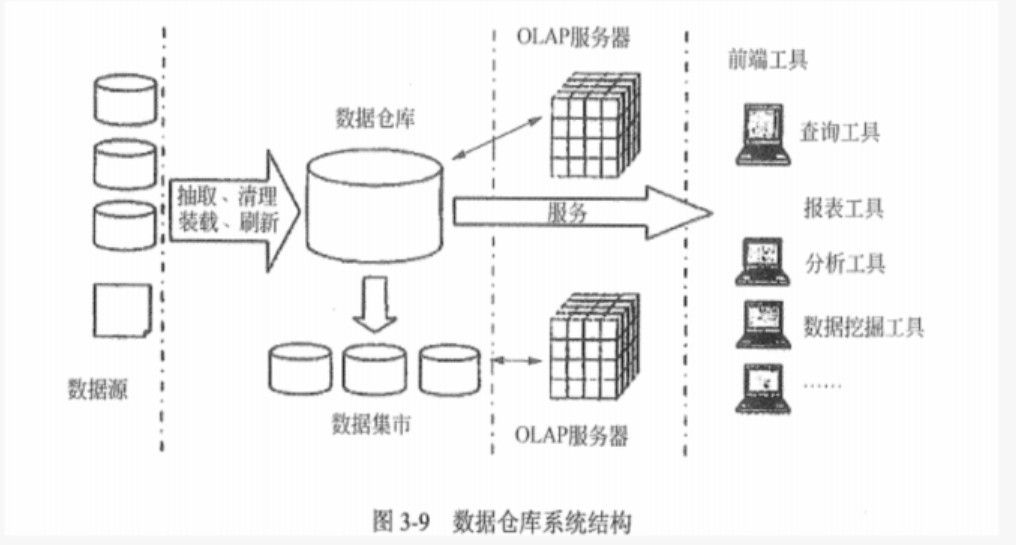 OLAP服务器
前端工具
数据仓库
查询工具
抽取、清理
装载、刷新
服务
报表工具
分析工具
数据挖掘工具
……
数据源
数据集市
OLAP服务器
图 3-9 数据仓库系统结构